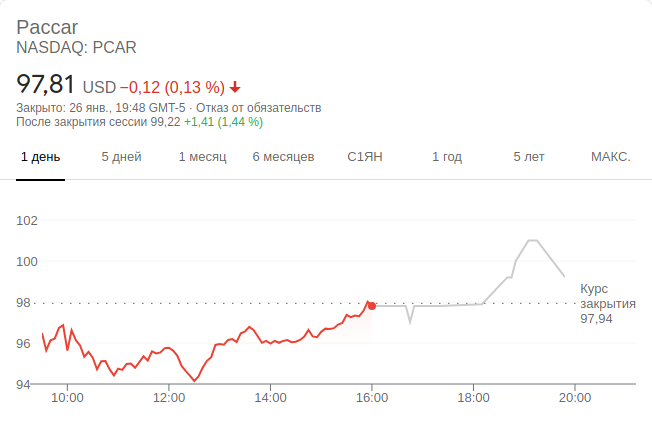 Paccar
NASDAQ: PCAR
97,81 USD −0,12 (0,13 %)
Закрыто: 26 янв., 19:48 GMT-5 · Отказ от обязательств
После закрытия сессии 99,22 +1,41 (1,44 %)
1 день 5 дней 1 месяц 6 месяцев С1ЯН 1 год 5 лет МАКС.
102
100
98
96
94
Курс
закрытия
97,94
10:00 12:00 14:00 16:00 18:00 20:00